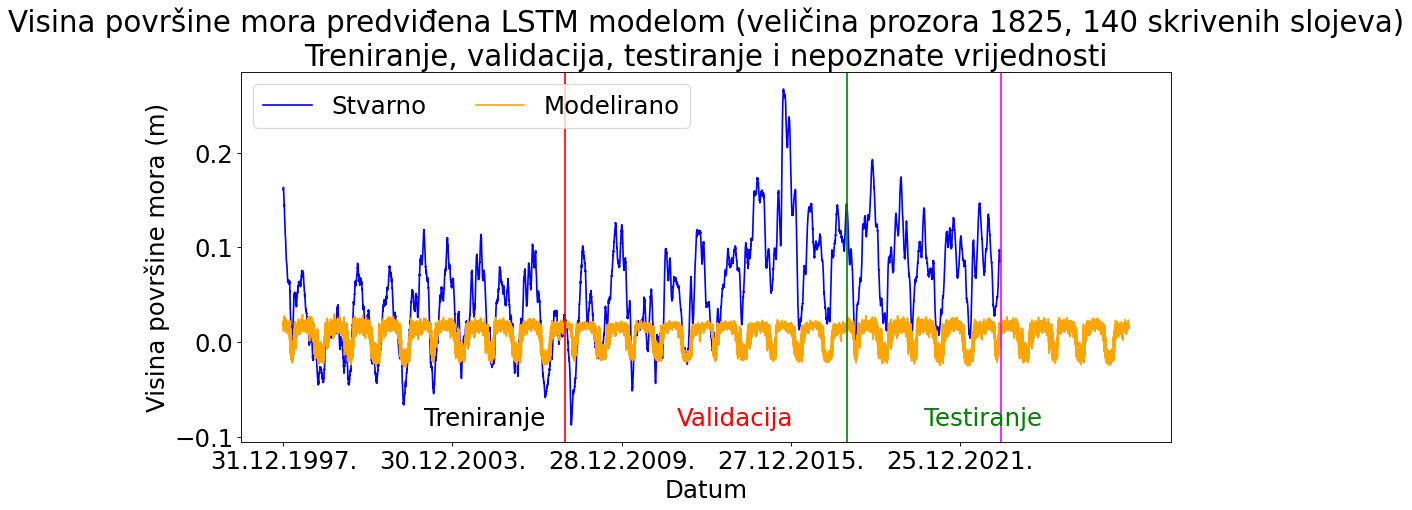 Visina površine mora predviđena LSTM modelom (veličina prozora 1825, 140 skrivenih slojeva)
Treniranje, validacija, testiranje i nepoznate vrijednosti
Stvarno Modelirano
Visina površine mora (m)
0.2
0.1
0.0
−0.1
Treniranje Validacija Testiranje
31.12.1997. 30.12.2003. 28.12.2009. 27.12.2015. 25.12.2021.
Datum